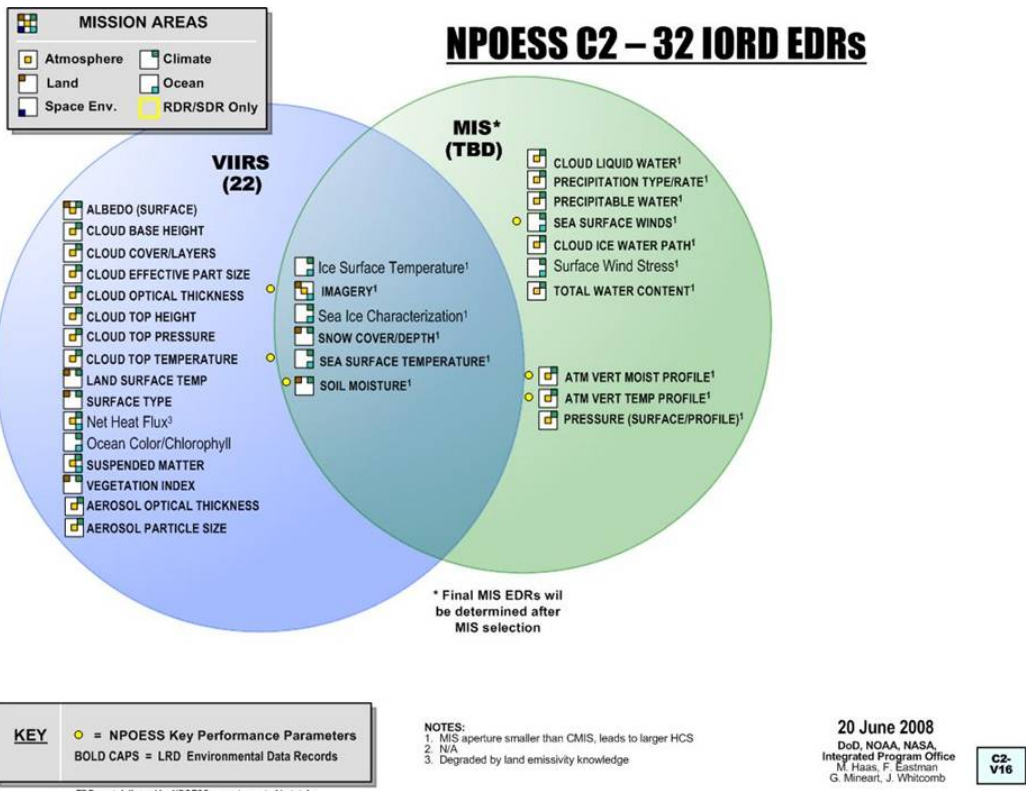 MISSION AREAS
Atmosphere
Climate
Land
Ocean
Space Env.
RDR/SDR Only
NPOESS C2 – 32 IORD EDRs
VIIRS
(22)
ALBEDO (SURFACE)
CLOUD BASE HEIGHT
CLOUD COVER/LAYERS
CLOUD EFFECTIVE PART SIZE
CLOUD OPTICAL THICKNESS
CLOUD TOP HEIGHT
CLOUD TOP PRESSURE
CLOUD TOP TEMPERATURE
LAND SURFACE TEMP
SURFACE TYPE
Net Heat Flux³
Ocean Color/Chlorophyll
SUSPENDED MATTER
VEGETATION INDEX
AEROSOL OPTICAL THICKNESS
AEROSOL PARTICLE SIZE
Ice Surface Temperature¹
IMAGERY¹
Sea Ice Characterization¹
SNOW COVER/DEPTH¹
SEA SURFACE TEMPERATURE¹
SOIL MOISTURE¹
MIS*
(TBD)
CLOUD LIQUID WATER¹
PRECIPITATION TYPE/RATE¹
PRECIPITABLE WATER¹
SEA SURFACE WINDS¹
CLOUD ICE WATER PATH¹
Surface Wind Stress¹
TOTAL WATER CONTENT¹
ATM VERT MOIST PROFILE¹
ATM VERT TEMP PROFILE¹
PRESSURE (SURFACE/PROFILE)¹
* Final MIS EDRs wil
be determined after
MIS selection
KEY
= NPOESS Key Performance Parameters
BOLD CAPS = LRD Environmental Data Records
NOTES:
1. MIS aperture smaller than CMIS, leads to larger HCS
2. N/A
3. Degraded by land emissivity knowledge
20 June 2008
DoD, NOAA, NASA,
Integrated Program Office
M. Haas, F. Eastman
G. Mineart, J. Whitcomb
C2-
V16